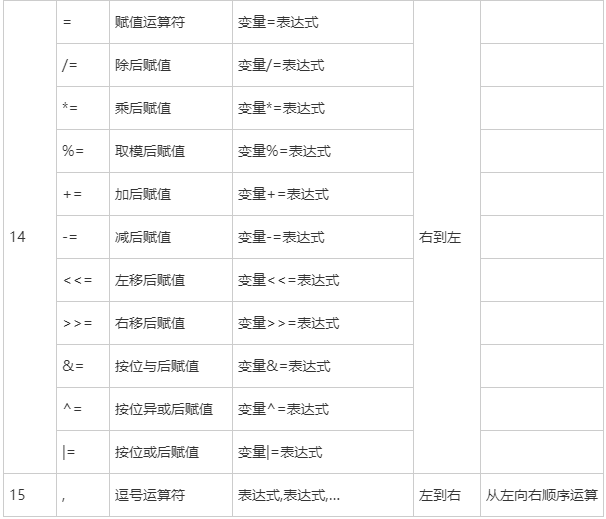 = 赋值运算符 变量=表达式
/= 除后赋值 变量/=表达式
*= 乘后赋值 变量*=表达式
%= 取模后赋值 变量%=表达式
+= 加后赋值 变量+=表达式
14 -= 减后赋值 变量-=表达式 右到左
<<= 左移后赋值 变量<<=表达式
>>= 右移后赋值 变量>>=表达式
&= 按位与后赋值 变量&=表达式
^= 按位异或后赋值 变量^=表达式
|= 按位或后赋值 变量|=表达式
15 , 逗号运算符 表达式,表达式,... 左到右 从左向右顺序运算